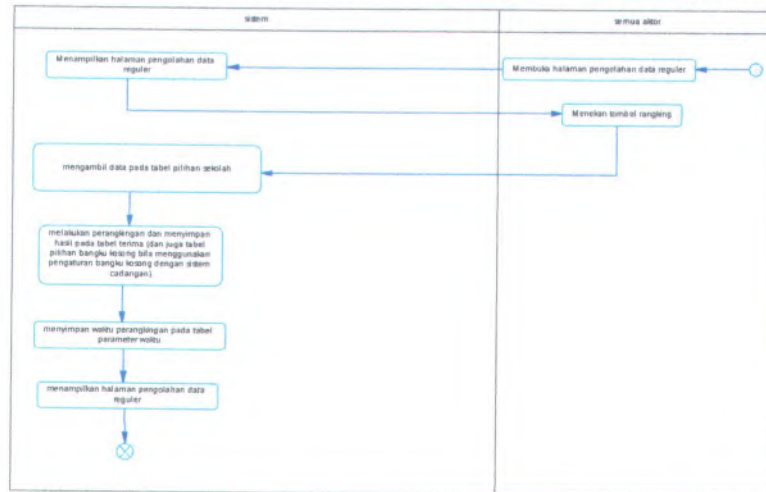 sistem
semua aktor
Menampilkan halaman pengolahan data
reguler
Membuka halaman pengolahan data reguler
Menekan tombol rangking
mengambil data pada tabel pilihan sekolah
melakukan perangkingan dan menyimpan
hasil pada tabel terima (dan juga tabel
pilihan bangku kosong bila menggunakan
pengaturan bangku kosong dengan sistem
cadangan)
menyimpan waktu perangkingan pada tabel
parameter waktu
menampilkan halaman pengolahan data
reguler